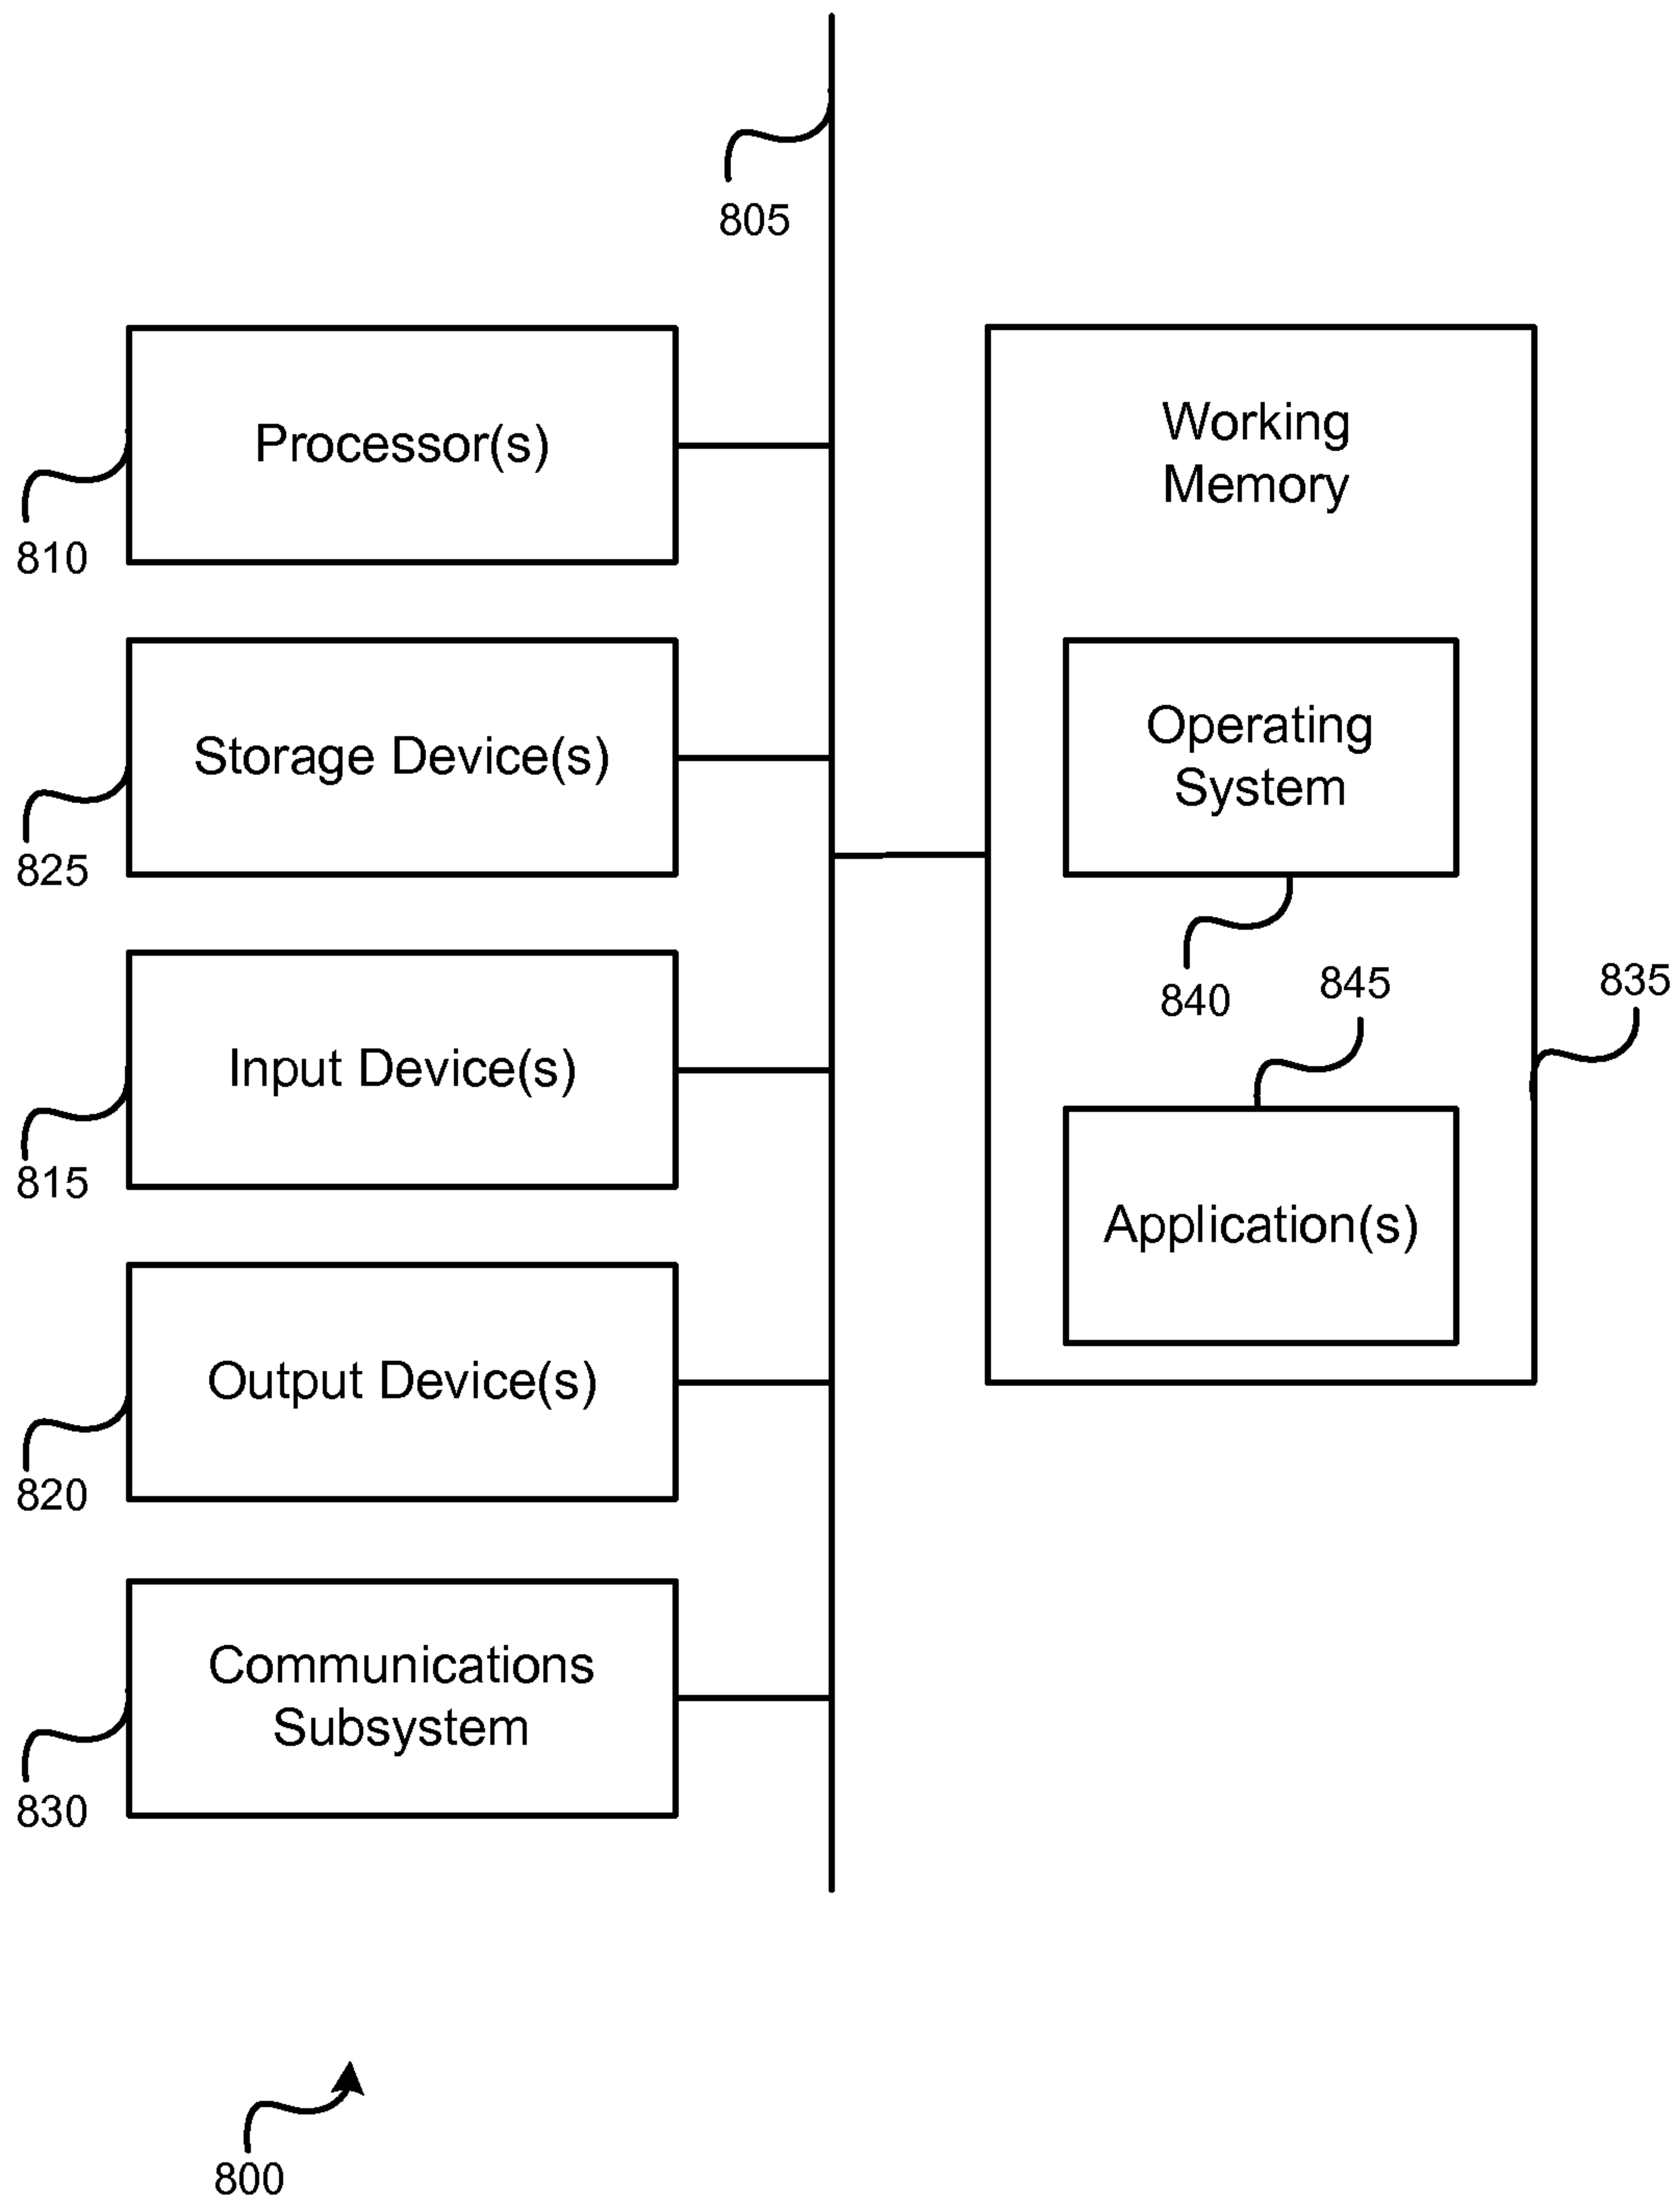 805
Processor(s)
810
Storage Device(s)
825
Input Device(s)
815
Output Device(s)
820
Communications
Subsystem
830
Working
Memory
Operating
System
840
845
835
Application(s)
800